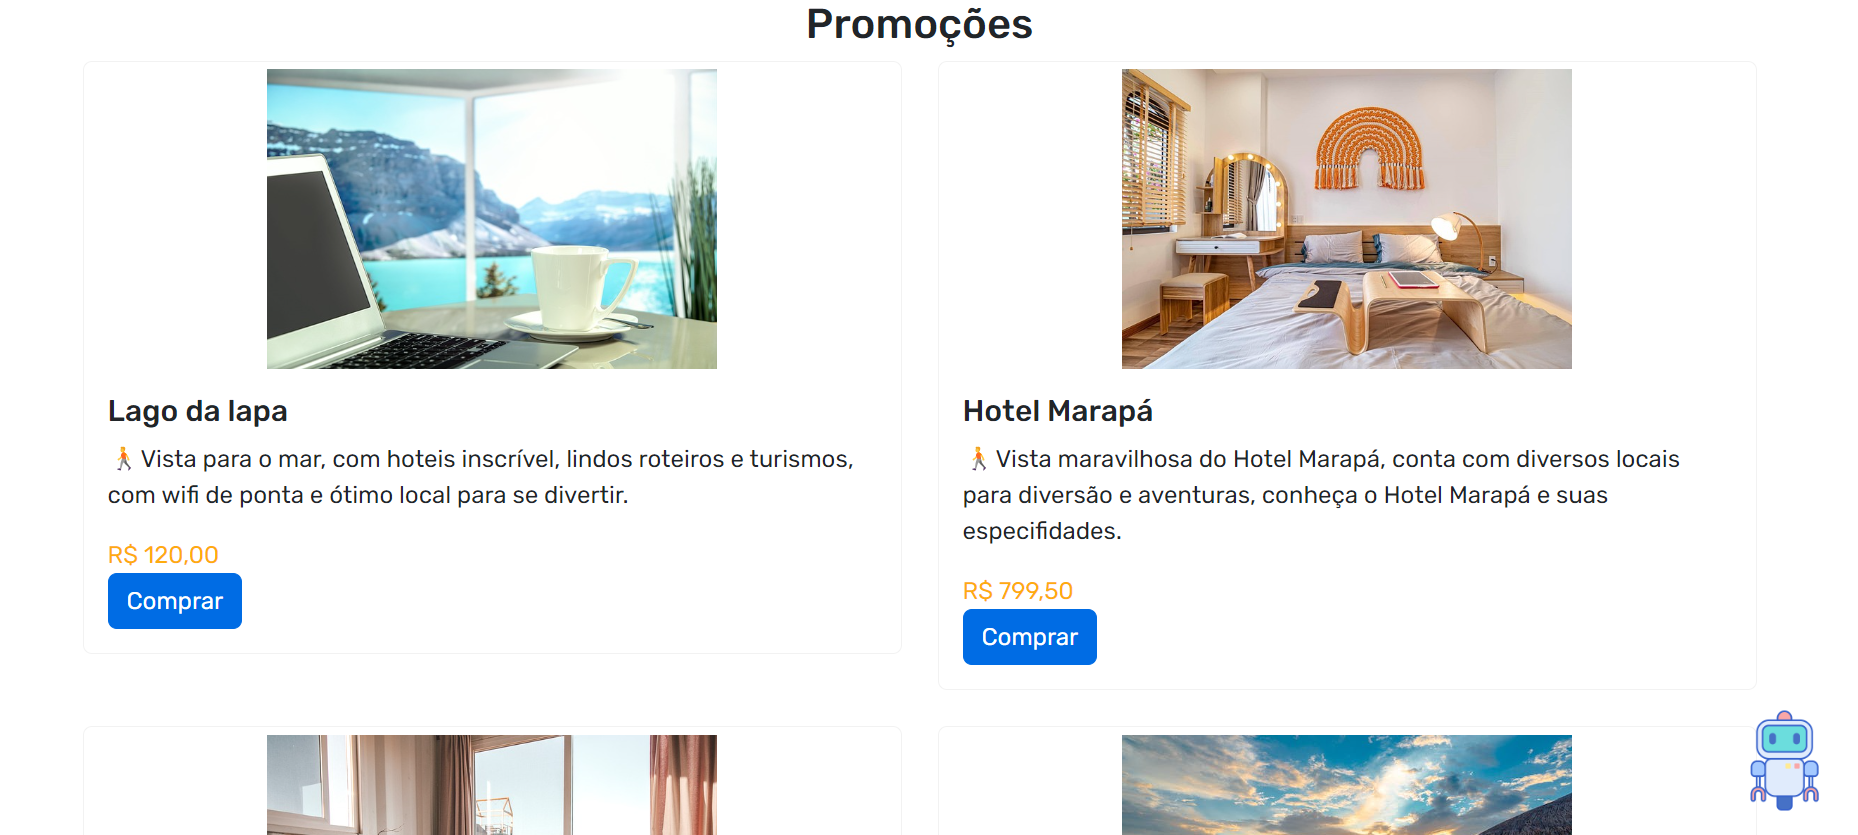 Promoções
Lago da lapa
🚶 Vista para o mar, com hoteis inscrível, lindos roteiros e turismos,
com wifi de ponta e ótimo local para se divertir.
R$ 120,00
Comprar
Hotel Marapá
🚶 Vista maravilhosa do Hotel Marapá, conta com diversos locais
para diversão e aventuras, conheça o Hotel Marapá e suas
especifidades.
R$ 799,50
Comprar